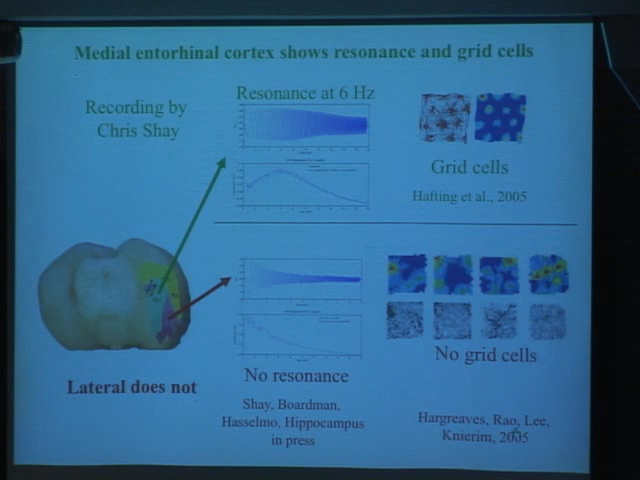 Medial entorhinal cortex shows resonance and grid cells
Recording by
Chris Shay
Resonance at 6 Hz
Grid cells
Hafting et al., 2005
Lateral does not
No resonance
Shay, Boardman,
Hasselmo, Hippocampus
in press
No grid cells
Hargreaves, Rao, Lee,
Knierim, 2005